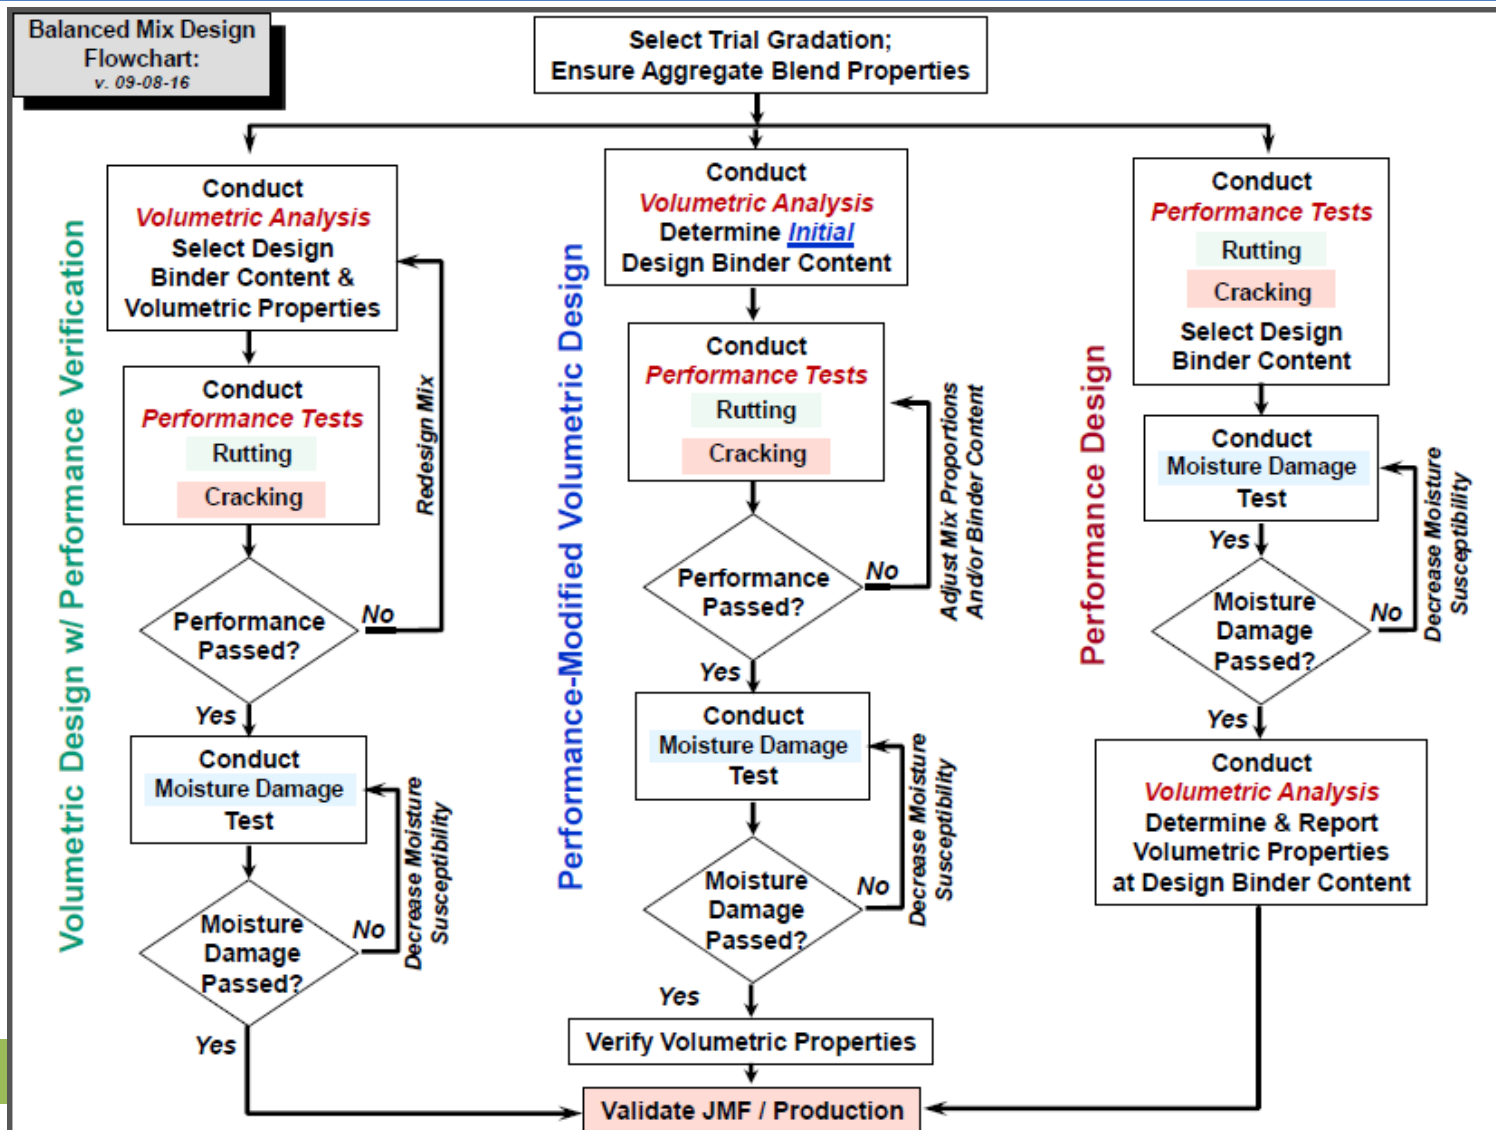 Balanced Mix Design
Flowchart:
v. 09-08-16
Select Trial Gradation;
Ensure Aggregate Blend Properties
Volumetric Design w/ Performance Verification
Conduct
Volumetric Analysis
Select Design
Binder Content &
Volumetric Properties
Conduct
Performance Tests
Rutting
Cracking
Redesign Mix
Performance
Passed?
No
Yes
Conduct
Moisture Damage
Test
Decrease Moisture
Susceptibility
Moisture
Damage
Passed?
No
Yes
Performance-Modified Volumetric Design
Conduct
Volumetric Analysis
Determine Initial
Design Binder Content
Conduct
Performance Tests
Rutting
Cracking
Adjust Mix Proportions
And/or Binder Content
Performance
Passed?
No
Yes
Conduct
Moisture Damage
Test
Decrease Moisture
Susceptibility
Moisture
Damage
Passed?
No
Yes
Verify Volumetric Properties
Performance Design
Conduct
Performance Tests
Rutting
Cracking
Select Design
Binder Content
Conduct
Moisture Damage
Test
Yes
Decrease Moisture
Susceptibility
Moisture
Damage
Passed?
No
Yes
Conduct
Volumetric Analysis
Determine & Report
Volumetric Properties
at Design Binder Content
Validate JMF / Production